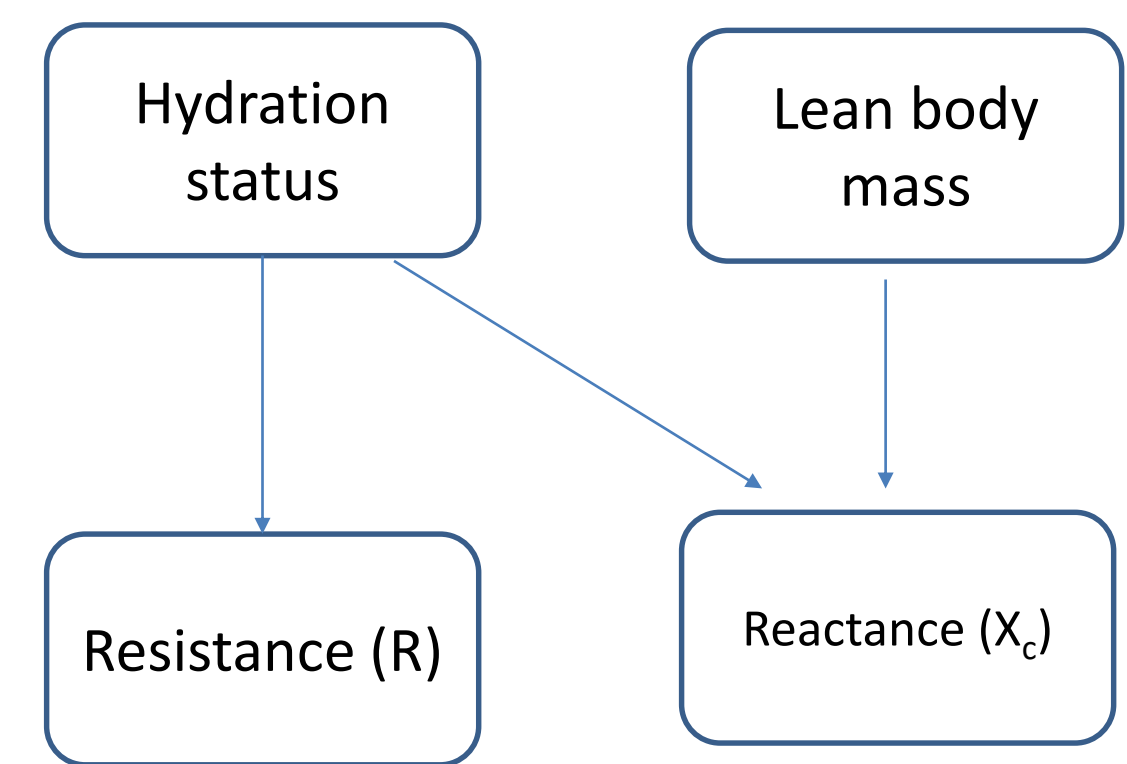 Hydration
status
Lean body
mass
Resistance (R)
Reactance (Xc)